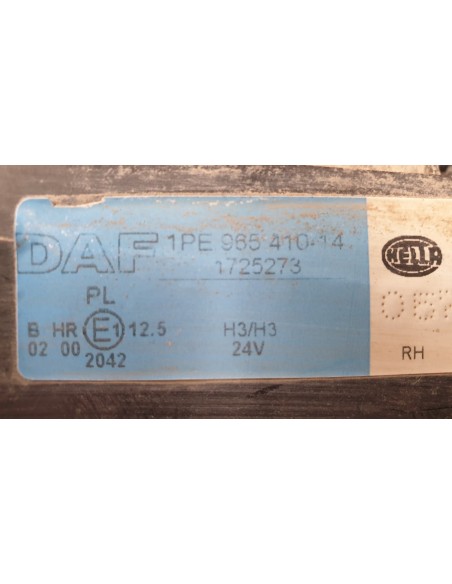 DAF 1PE 965 410-14
1725273
HELLA
PL
B HR E1 12.5 H3/H3
02 00 2042 24V
RH